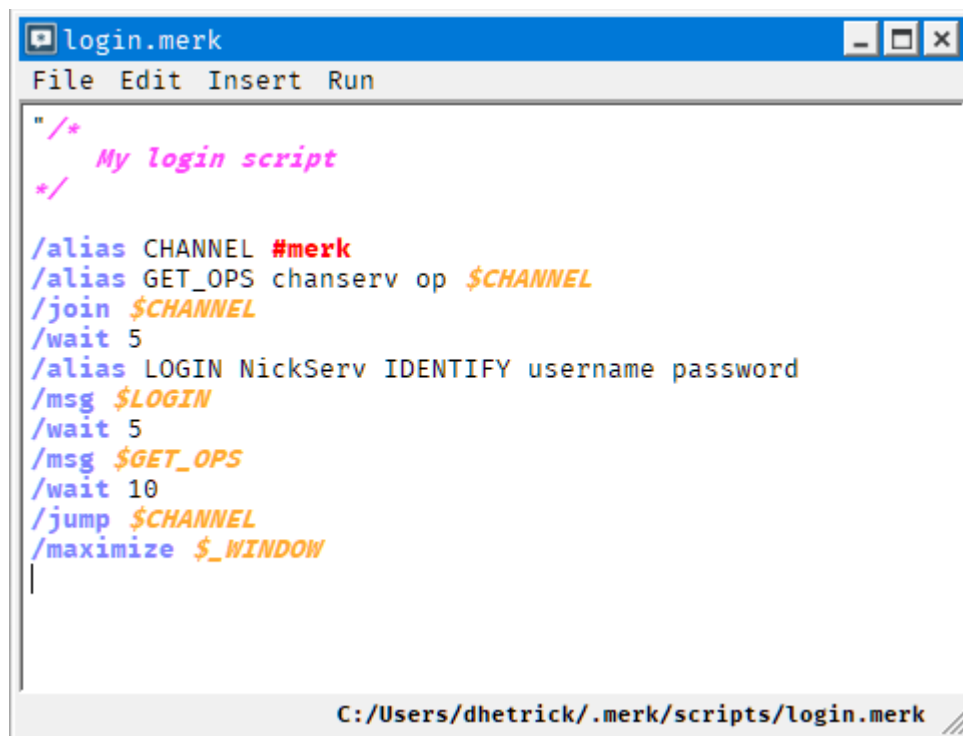 login.merk
File Edit Insert Run
"/*
My login script
*/
/alias CHANNEL #merk
/alias GET_OPS chanserv op $CHANNEL
/join $CHANNEL
/wait 5
/alias LOGIN NickServ IDENTIFY username password
/msg $LOGIN
/wait 5
/msg $GET_OPS
/wait 10
/jump $CHANNEL
/maximize $_WINDOW
C:/Users/dhetrick/.merk/scripts/login.merk